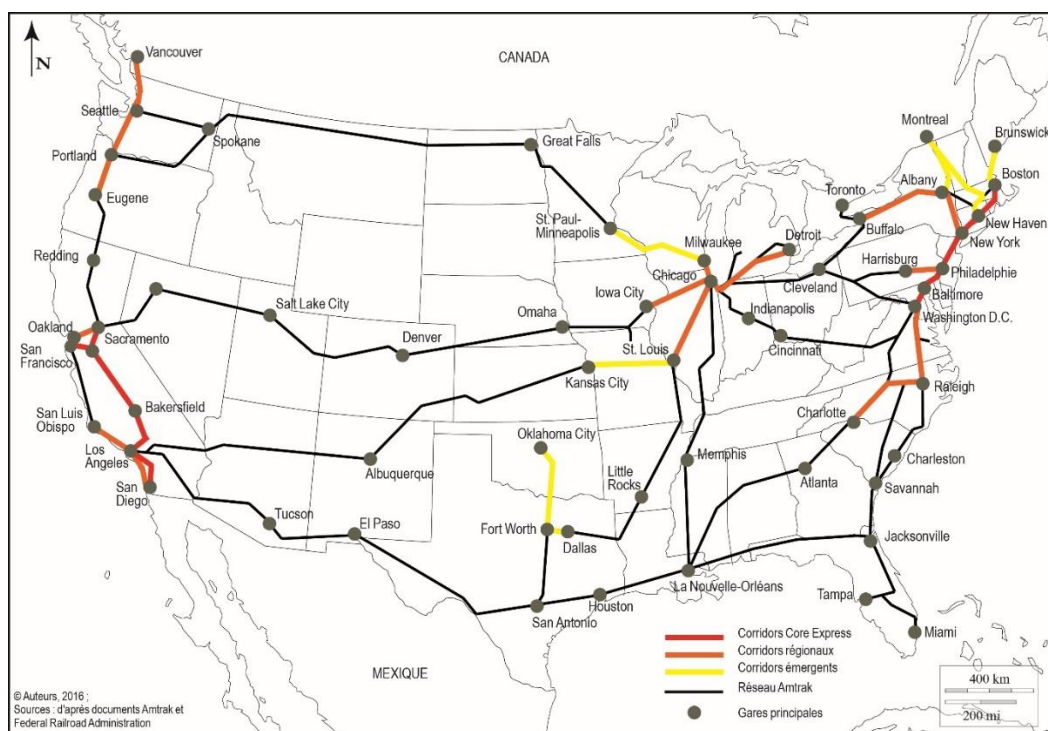 N
CANADA
MEXIQUE
Vancouver
Seattle
Spokane
Portland
Eugene
Redding
Oakland
San
Francisco
Sacramento
Bakersfield
San Luis
Obispo
Los
Angeles
San
Diego
Salt Lake City
Denver
Omaha
Iowa City
Great Falls
St. Paul-
Minneapolis
Milwaukee
Chicago
Detroit
Toronto
Buffalo
Cleveland
Indianapolis
Cincinnati
St. Louis
Kansas City
Oklahoma City
Albuquerque
Tucson
El Paso
Fort Worth
Dallas
Little
Rocks
Memphis
San Antonio
Houston
La Nouvelle-Orléans
Atlanta
Charlotte
Raleigh
Charleston
Savannah
Jacksonville
Tampa
Miami
Montreal
Brunswick
Boston
Albany
New Haven
New York
Harrisburg
Philadelphie
Baltimore
Washington D.C.
Corridors Core Express
Corridors régionaux
Corridors émergents
Réseau Amtrak
Gares principales
400 km
200 mi
© Auteurs, 2016 ;
Sources : d'après documents Amtrak et
Federal Railroad Administration